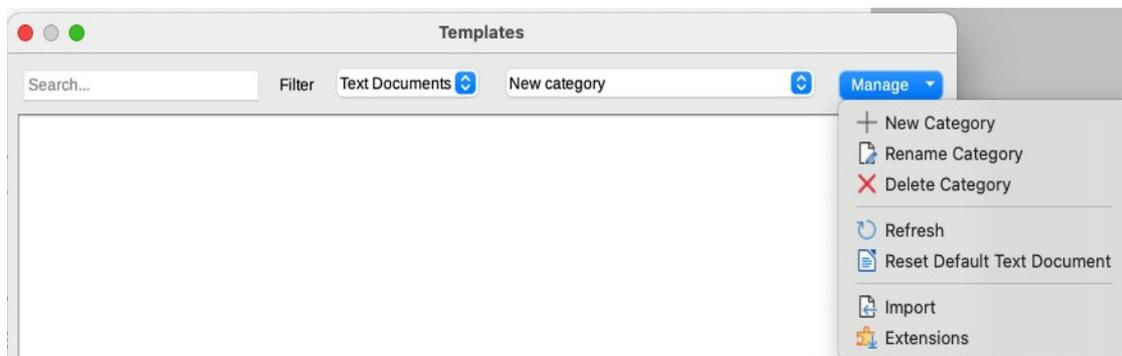 Templates
Search... Filter Text Documents New category Manage
New Category
Rename Category
Delete Category
Refresh
Reset Default Text Document
Import
Extensions